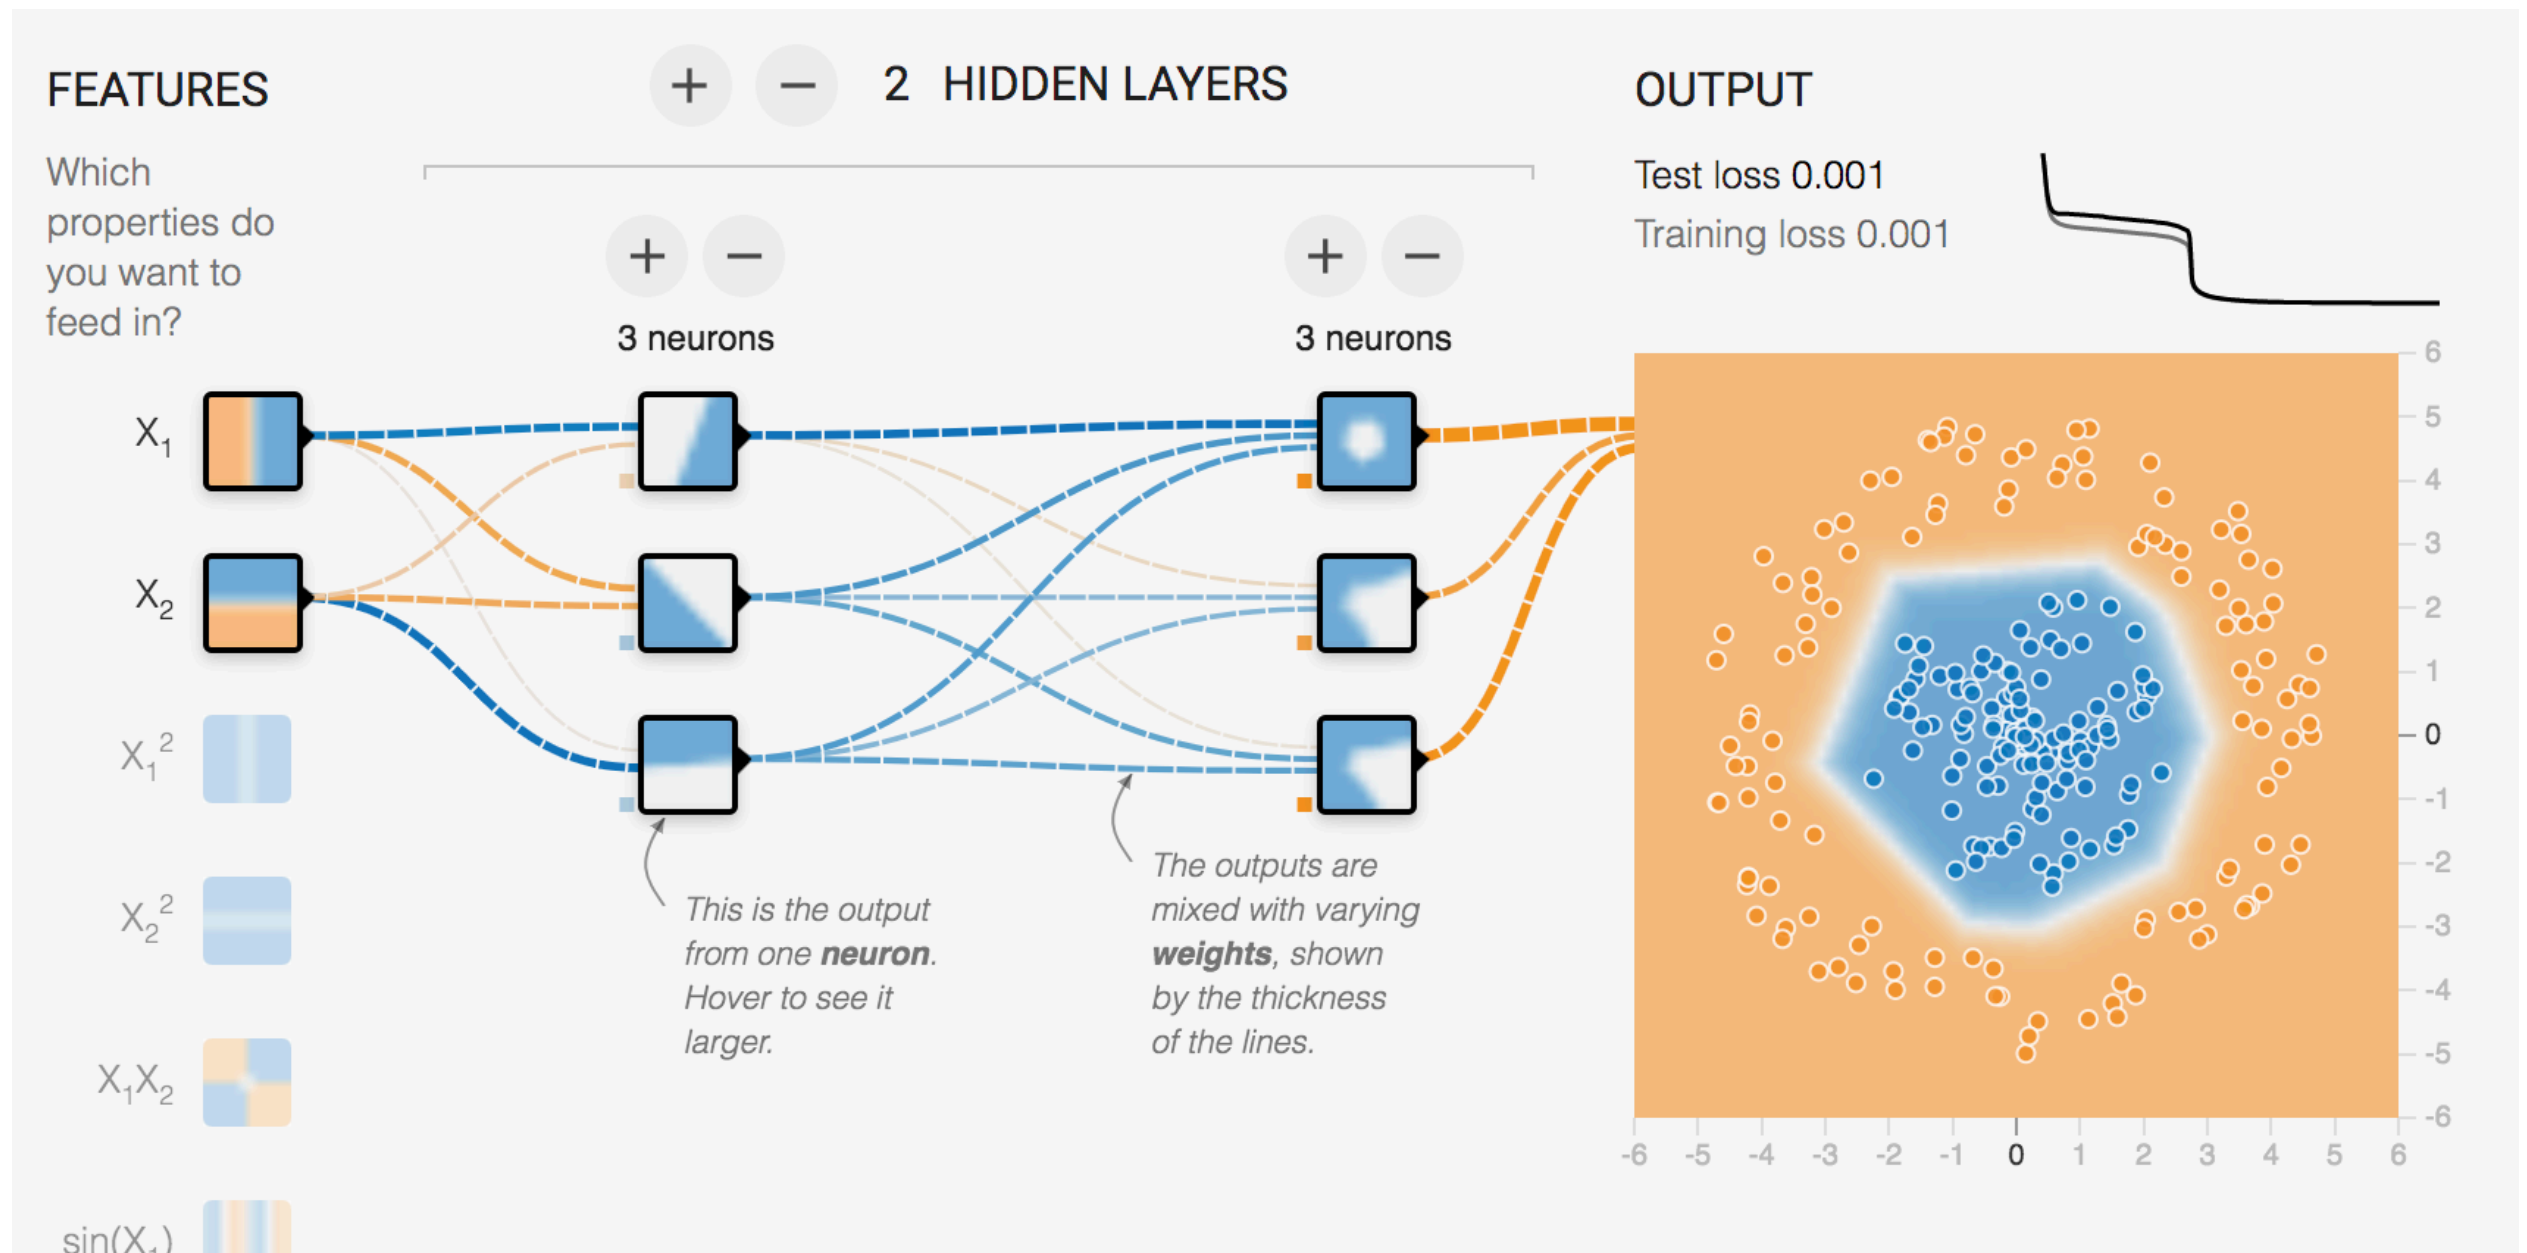 FEATURES
+ − 2 HIDDEN LAYERS
OUTPUT
Which
properties do
you want to
feed in?
Test loss 0.001
Training loss 0.001
+ −
+ −
3 neurons
3 neurons
X₁
X₂
X₁²
X₂²
X₁X₂
sin(X₁)
This is the output
from one neuron.
Hover to see it
larger.
The outputs are
mixed with varying
weights, shown
by the thickness
of the lines.
6
5
4
3
2
1
0
-1
-2
-3
-4
-5
-6
-6 -5 -4 -3 -2 -1 0 1 2 3 4 5 6